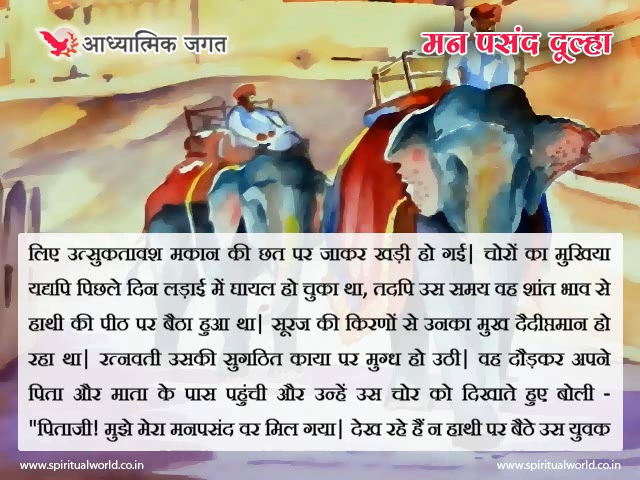 आध्यात्मिक जगत
मन पसंद दूल्हा
लिए उत्सुकतावश मकान की छत पर जाकर खड़ी हो गई| चोरों का मुखिया
यद्यपि पिछले दिन लड़ाई में घायल हो चुका था, तदपि उस समय वह शांत भाव से
हाथी की पीठ पर बैठा हुआ था| सूरज की किरणों से उनका मुख दैदीप्तमान हो
रहा था| रत्नवती उसकी सुगठित काया पर मुग्ध हो उठी| वह दौड़कर अपने
पिता और माता के पास पहुंची और उन्हें उस चोर को दिखाते हुए बोली -
"पिताजी! मुझे मेरा मनपसंद वर मिल गया| देख रहे हैं न हाथी पर बैठे उस युवक
www.spiritualworld.co.in
www.spiritualworld.co.in